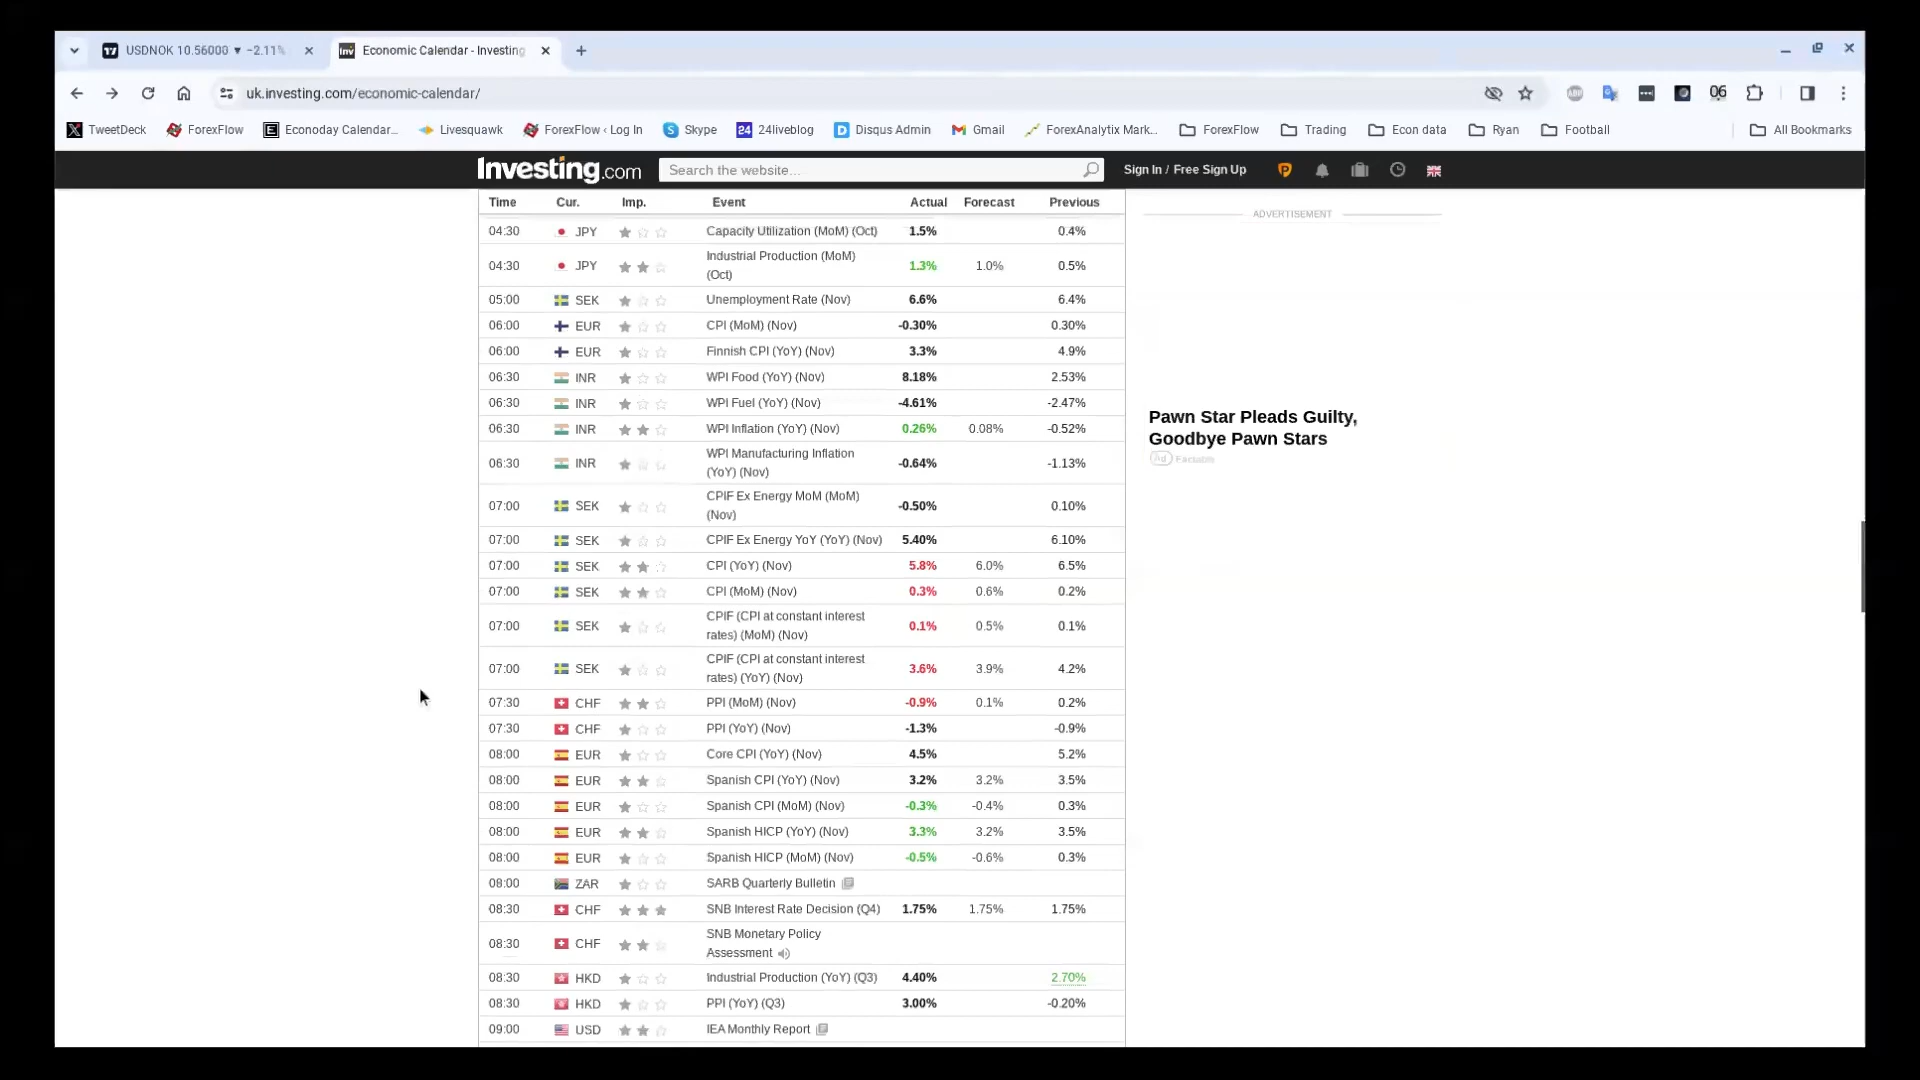 USDNOK 10.56000 ▼ −2.11%
Economic Calendar - Investing
uk.investing.com/economic-calendar/
06
TweetDeck ForexFlow Econoday Calendar... Livesquawk ForexFlow ‹ Log In Skype 24liveblog Disqus Admin Gmail ForexAnalytix Mark... ForexFlow Trading Econ data Ryan Football All Bookmarks
Investing.com Search the website... Sign In / Free Sign Up
Time Cur. Imp. Event Actual Forecast Previous
ADVERTISEMENT
04:30 JPY Capacity Utilization (MoM) (Oct) 1.5% 0.4%
04:30 JPY Industrial Production (MoM)
(Oct) 1.3% 1.0% 0.5%
05:00 SEK Unemployment Rate (Nov) 6.6% 6.4%
06:00 EUR CPI (MoM) (Nov) -0.30% 0.30%
06:00 EUR Finnish CPI (YoY) (Nov) 3.3% 4.9%
06:30 INR WPI Food (YoY) (Nov) 8.18% 2.53%
06:30 INR WPI Fuel (YoY) (Nov) -4.61% -2.47%
06:30 INR WPI Inflation (YoY) (Nov) 0.26% 0.08% -0.52%
06:30 INR WPI Manufacturing Inflation
(YoY) (Nov) -0.64% -1.13%
07:00 SEK CPIF Ex Energy MoM (MoM)
(Nov) -0.50% 0.10%
07:00 SEK CPIF Ex Energy YoY (YoY) (Nov) 5.40% 6.10%
07:00 SEK CPI (YoY) (Nov) 5.8% 6.0% 6.5%
07:00 SEK CPI (MoM) (Nov) 0.3% 0.6% 0.2%
07:00 SEK CPIF (CPI at constant interest
rates) (MoM) (Nov) 0.1% 0.5% 0.1%
07:00 SEK CPIF (CPI at constant interest
rates) (YoY) (Nov) 3.6% 3.9% 4.2%
07:30 CHF PPI (MoM) (Nov) -0.9% 0.1% 0.2%
07:30 CHF PPI (YoY) (Nov) -1.3% -0.9%
08:00 EUR Core CPI (YoY) (Nov) 4.5% 5.2%
08:00 EUR Spanish CPI (YoY) (Nov) 3.2% 3.2% 3.5%
08:00 EUR Spanish CPI (MoM) (Nov) -0.3% -0.4% 0.3%
08:00 EUR Spanish HICP (YoY) (Nov) 3.3% 3.2% 3.5%
08:00 EUR Spanish HICP (MoM) (Nov) -0.5% -0.6% 0.3%
08:00 ZAR SARB Quarterly Bulletin
08:30 CHF SNB Interest Rate Decision (Q4) 1.75% 1.75% 1.75%
08:30 CHF SNB Monetary Policy
Assessment
08:30 HKD Industrial Production (YoY) (Q3) 4.40% 2.70%
08:30 HKD PPI (YoY) (Q3) 3.00% -0.20%
09:00 USD IEA Monthly Report
Pawn Star Pleads Guilty,
Goodbye Pawn Stars
Ad